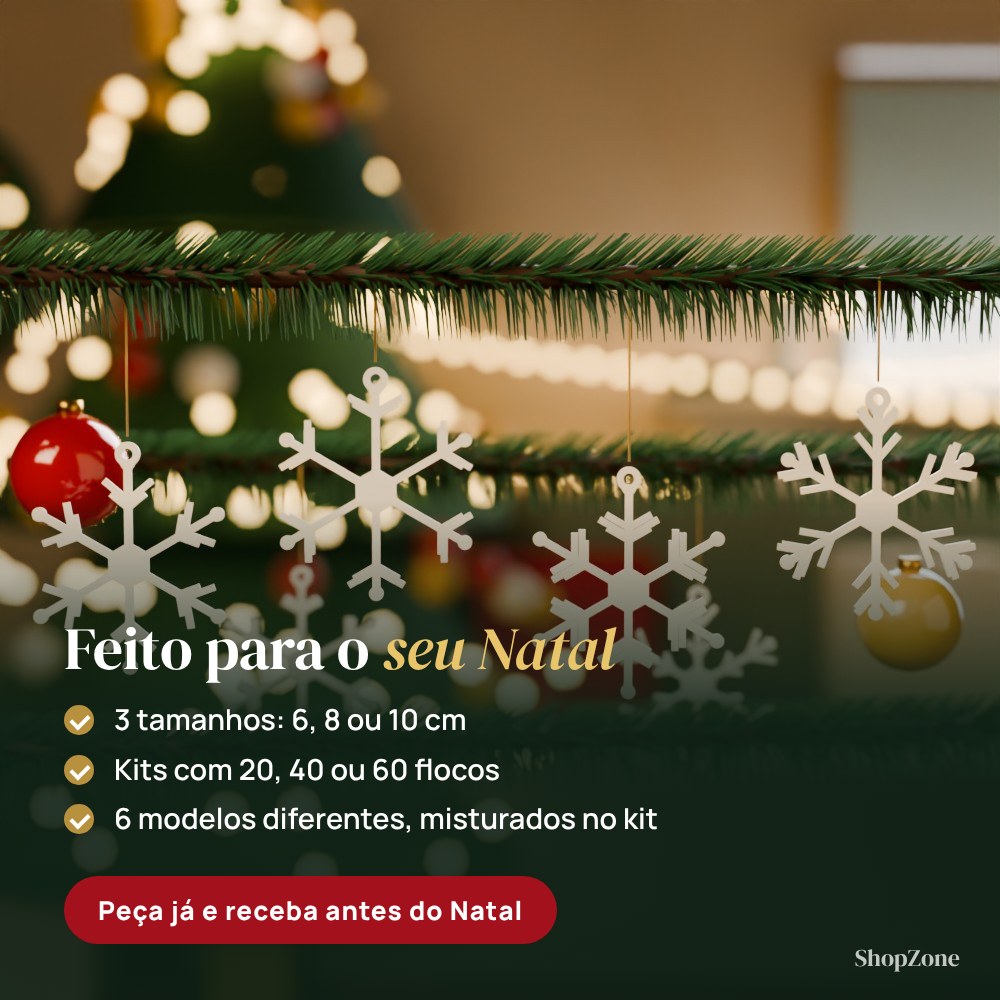 Feito para o seu Natal
3 tamanhos: 6, 8 ou 10 cm
Kits com 20, 40 ou 60 flocos
6 modelos diferentes, misturados no kit
Peça já e receba antes do Natal
ShopZone